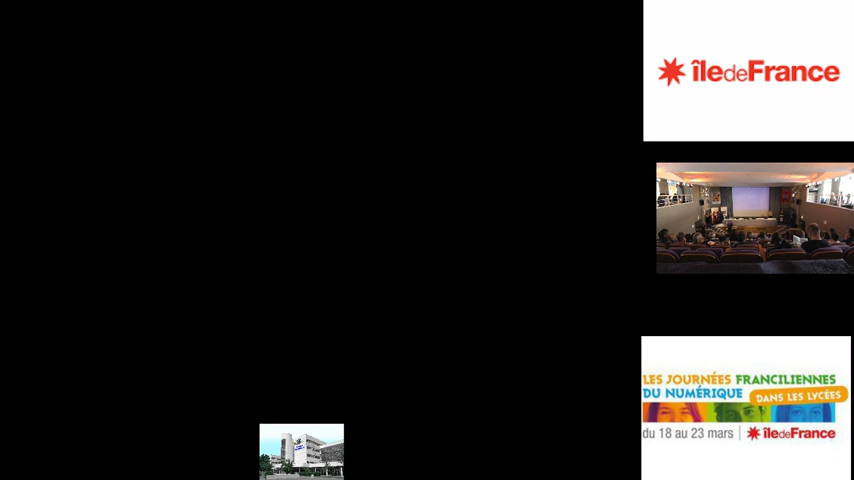 îledeFrance
LES JOURNÉES FRANCILIENNES
DU NUMÉRIQUE DANS LES LYCÉES
du 18 au 23 mars | îledeFrance